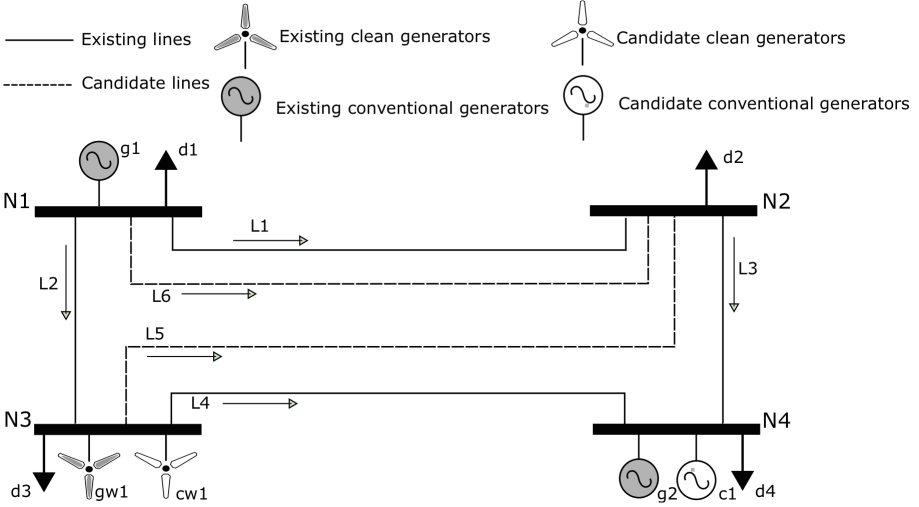 Existing lines
Existing clean generators
Candidate clean generators
Candidate lines
Existing conventional generators
Candidate conventional generators
g1
d1
d2
N1
N2
L1
L2
L3
L6
L5
L4
N3
N4
d3
gw1
cw1
g2
c1
d4